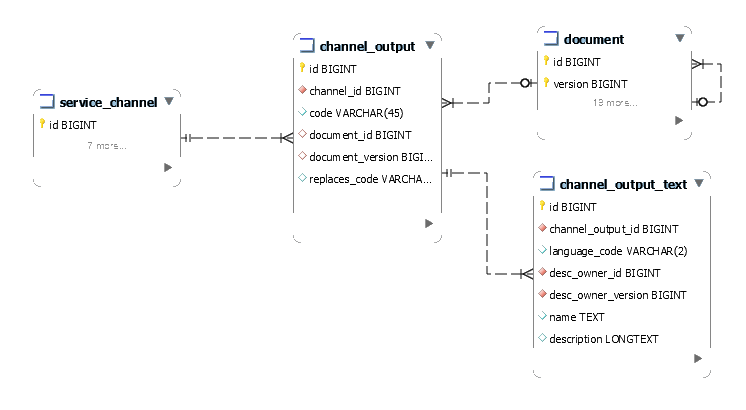 service_channel
id BIGINT
7 more...
channel_output
id BIGINT
channel_id BIGINT
code VARCHAR(45)
document_id BIGINT
document_version BIGI...
replaces_code VARCHA...
document
id BIGINT
version BIGINT
18 more...
channel_output_text
id BIGINT
channel_output_id BIGINT
language_code VARCHAR(2)
desc_owner_id BIGINT
desc_owner_version BIGINT
name TEXT
description LONGTEXT